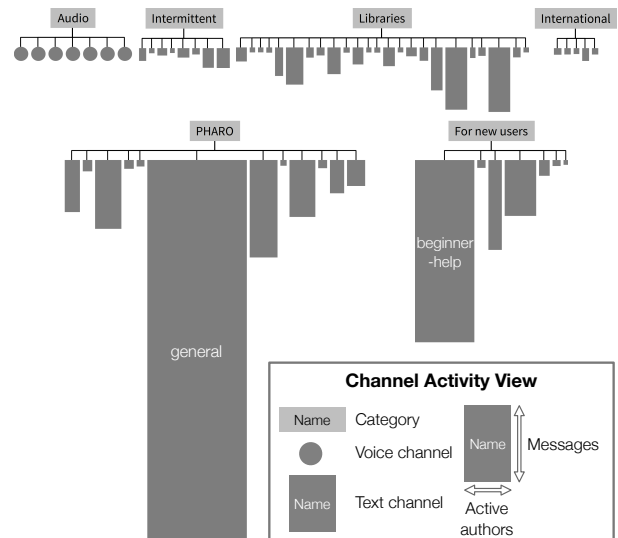 Audio
Intermittent
Libraries
International
PHARO
For new users
beginner
-help
general
Channel Activity View
Name
Category
Voice channel
Name
Text channel
Name
Messages
Active
authors